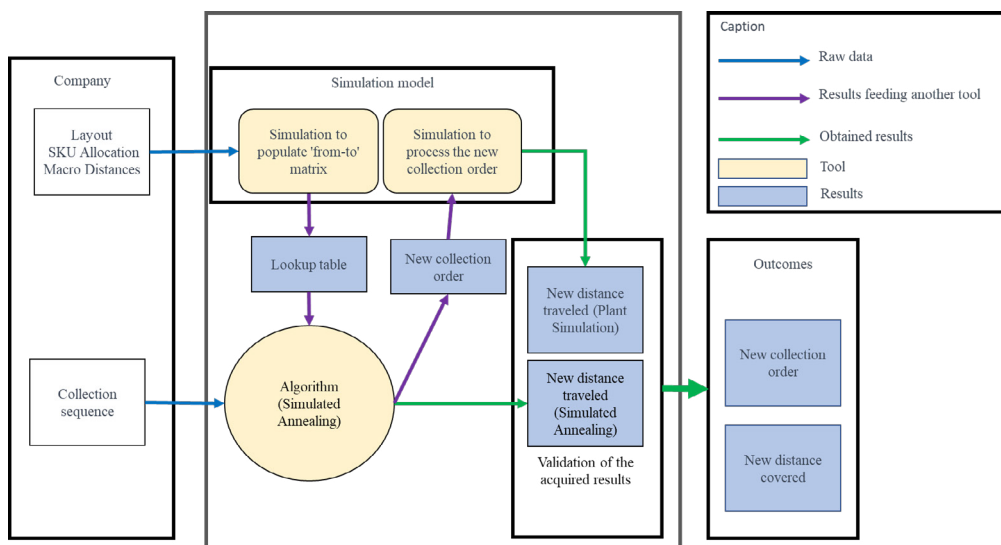 Company
Layout
SKU Allocation
Macro Distances
Collection
sequence
Simulation model
Simulation to
populate 'from-to'
matrix
Simulation to
process the new
collection order
Lookup table
New collection
order
Algorithm
(Simulated
Annealing)
New distance
traveled (Plant
Simulation)
New distance
traveled
(Simulated
Annealing)
Validation of the
acquired results
Caption
Raw data
Results feeding another tool
Obtained results
Tool
Results
Outcomes
New collection
order
New distance
covered